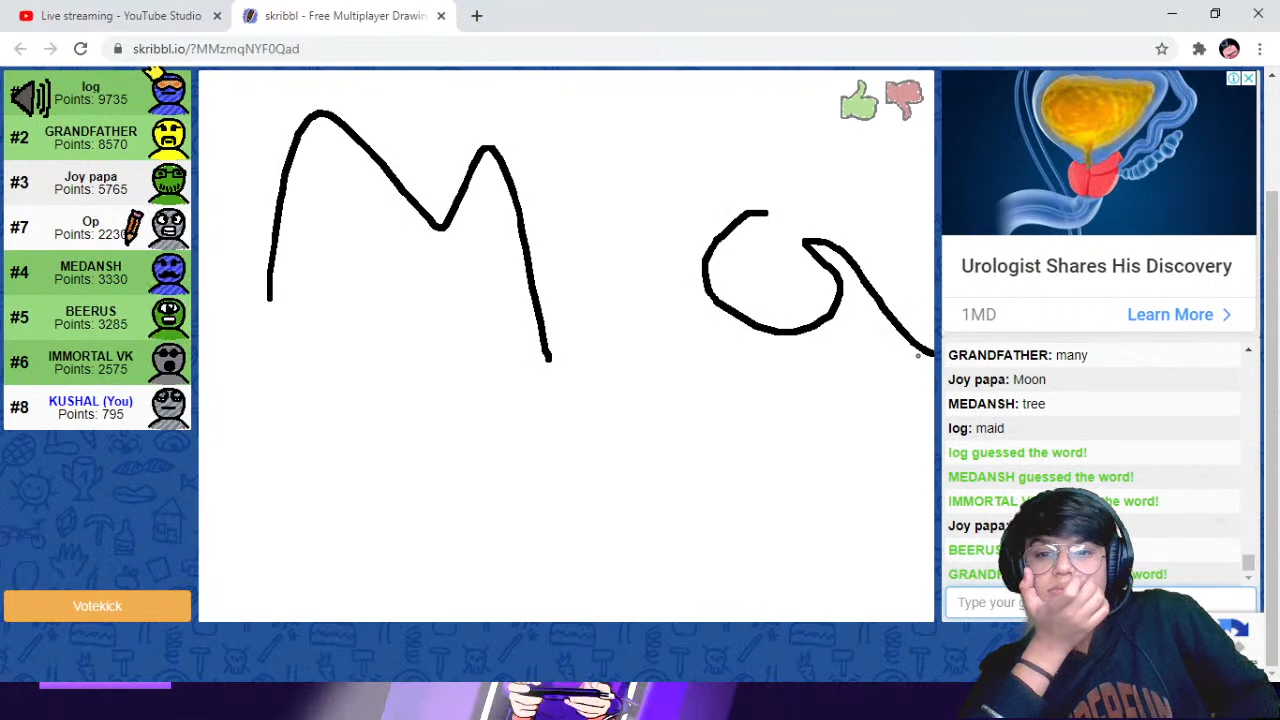 Live streaming - YouTube Studio
skribbl - Free Multiplayer Drawin
skribbl.io/?MMzmqNYF0Qad
log
Points: 9735
#2
GRANDFATHER
Points: 8570
#3
Joy papa
Points: 5765
#7
Op
Points: 2230
#4
MEDANSH
Points: 3330
#5
BEERUS
Points: 3285
#6
IMMORTAL VK
Points: 2575
#8
KUSHAL (You)
Points: 795
Votekick
M a
Urologist Shares His Discovery
1MD
Learn More
GRANDFATHER: many
Joy papa: Moon
MEDANSH: tree
log: maid
log guessed the word!
MEDANSH guessed the word!
IMMORTAL V the word!
Joy papa:
BEERU
GRANDF word!
Type your g